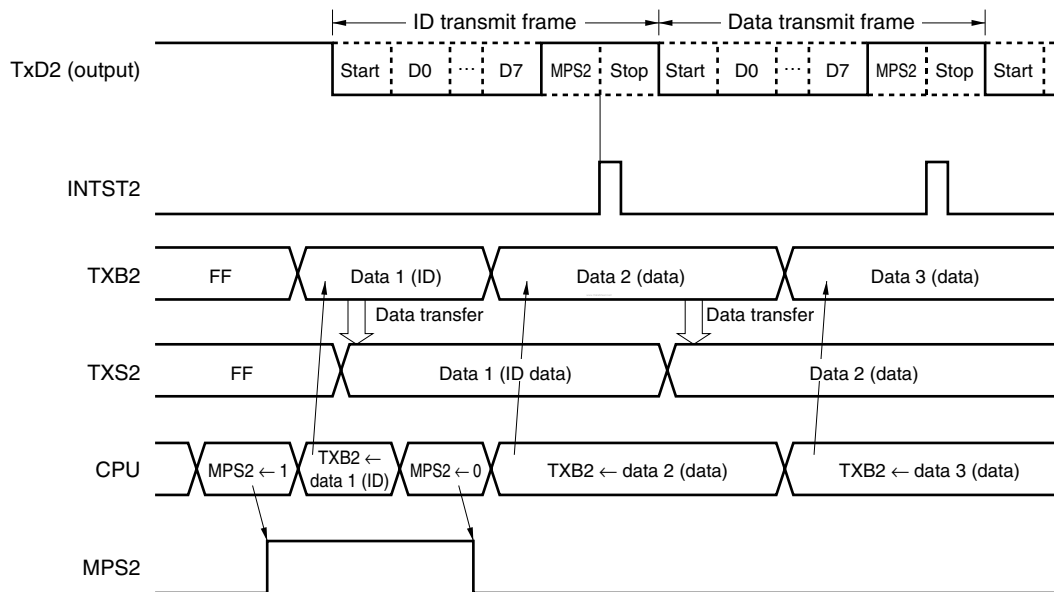 ID transmit frame
Data transmit frame
TxD2 (output)
Start
D0
...
D7
MPS2
Stop
Start
D0
...
D7
MPS2
Stop
Start
INTST2
TXB2
FF
Data 1 (ID)
Data 2 (data)
Data 3 (data)
Data transfer
Data transfer
TXS2
FF
Data 1 (ID data)
Data 2 (data)
CPU
MPS2 ← 1
TXB2 ←
data 1 (ID)
MPS2 ← 0
TXB2 ← data 2 (data)
TXB2 ← data 3 (data)
MPS2